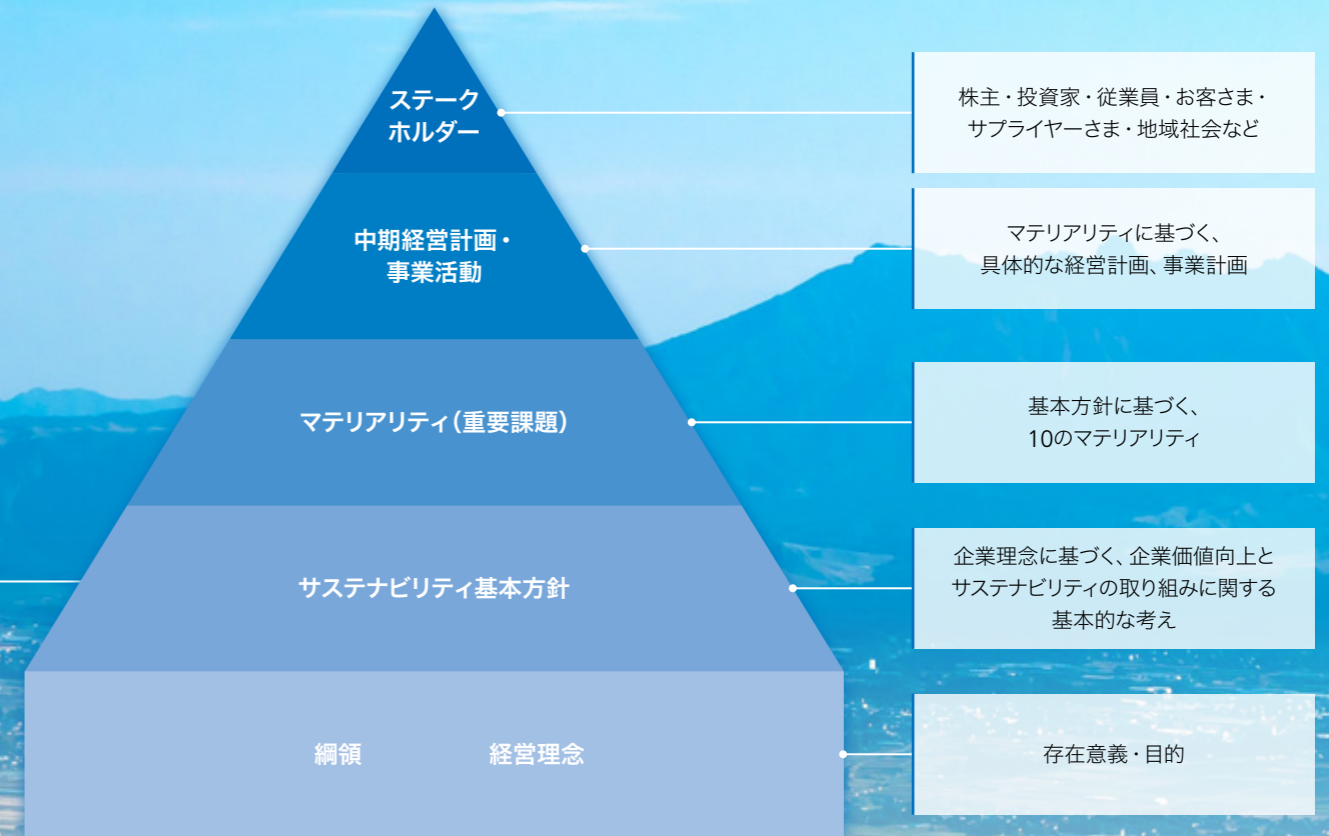 ステーク
ホルダー
株主・投資家・従業員・お客さま・
サプライヤーさま・地域社会など
中期経営計画・
事業活動
マテリアリティに基づく、
具体的な経営計画、事業計画
マテリアリティ（重要課題）
基本方針に基づく、
10のマテリアリティ
サステナビリティ基本方針
企業理念に基づく、企業価値向上と
サステナビリティの取り組みに関する
基本的な考え
綱領 経営理念
存在意義・目的